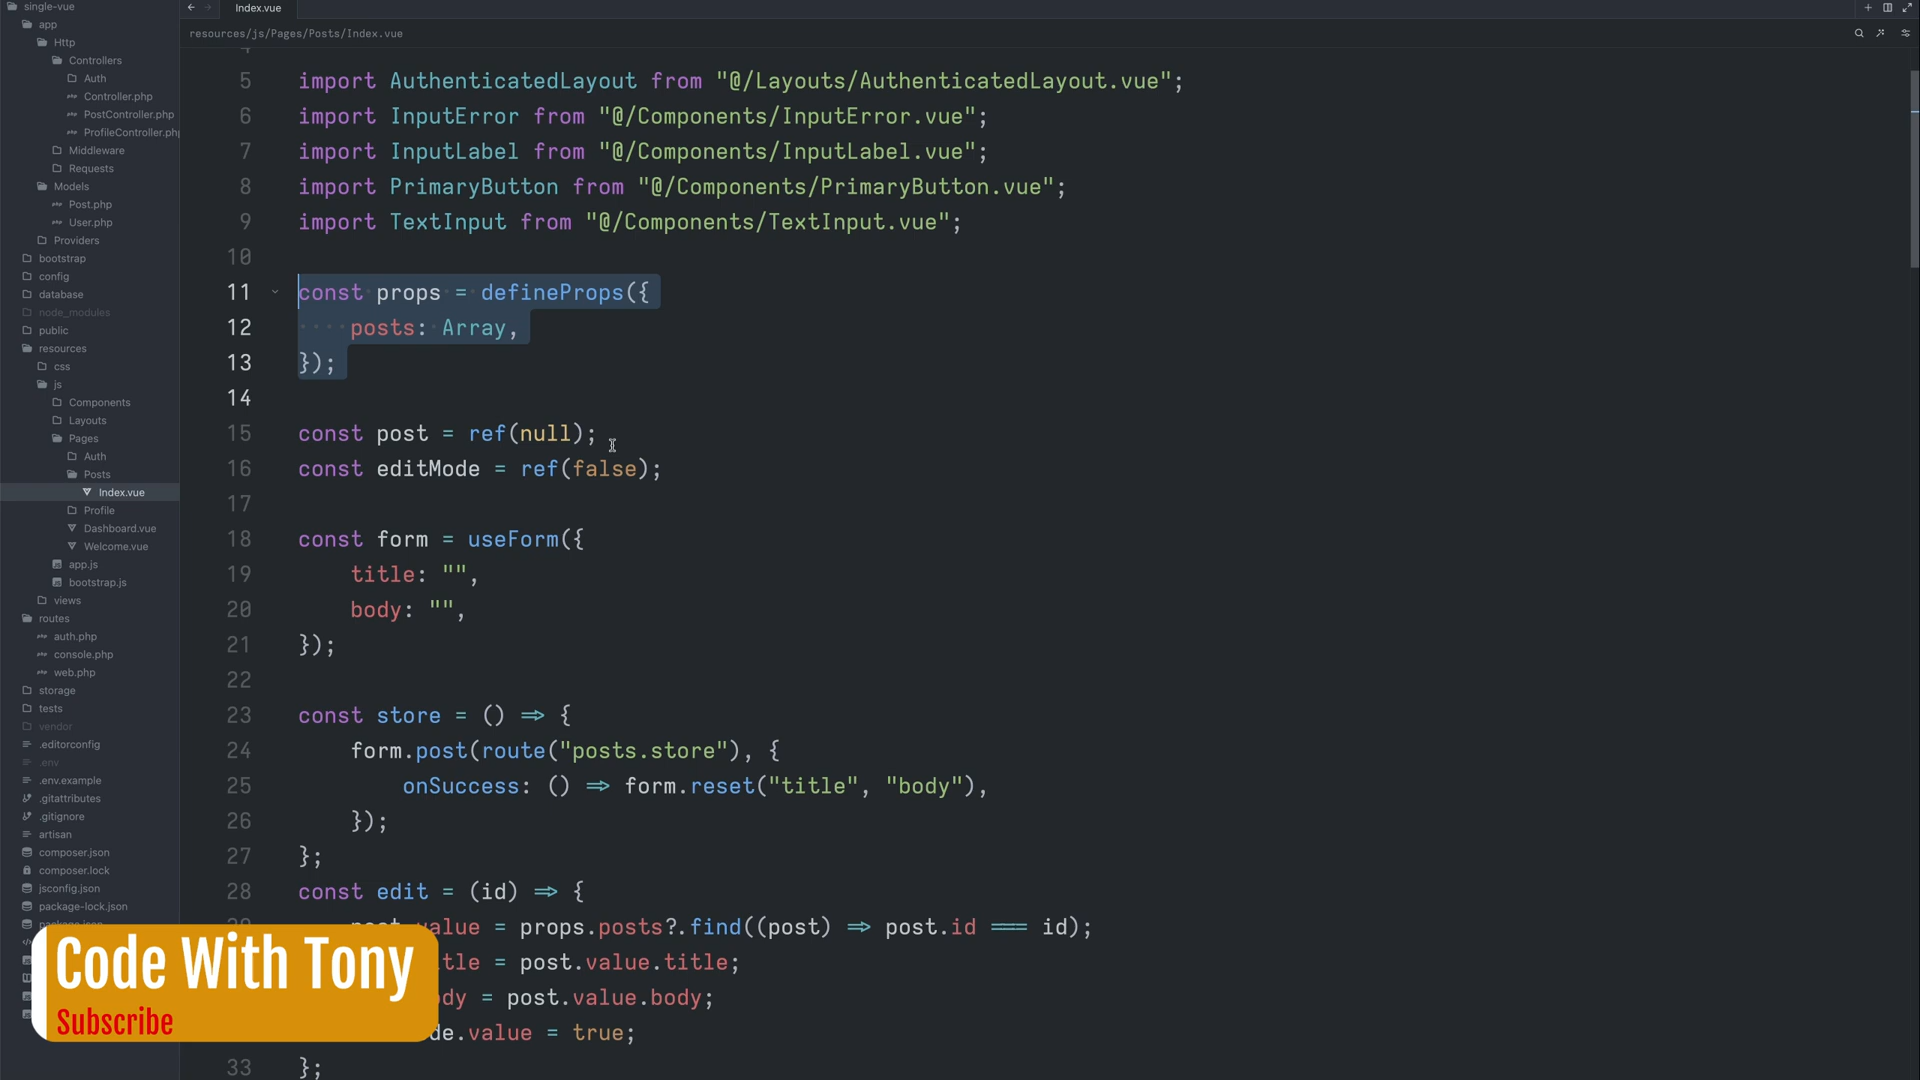 single-vue
app
Http
Controllers
Auth
Controller.php
PostController.php
ProfileController.php
Middleware
Requests
Models
Post.php
User.php
Providers
bootstrap
config
database
node_modules
public
resources
css
js
Components
Layouts
Pages
Auth
Posts
Index.vue
Profile
Dashboard.vue
Welcome.vue
app.js
bootstrap.js
views
routes
auth.php
console.php
web.php
storage
tests
vendor
.editorconfig
.env
.env.example
.gitattributes
.gitignore
artisan
composer.json
composer.lock
jsconfig.json
package-lock.json
Index.vue
resources/js/Pages/Posts/Index.vue
5 import AuthenticatedLayout from "@/Layouts/AuthenticatedLayout.vue";
6 import InputError from "@/Components/InputError.vue";
7 import InputLabel from "@/Components/InputLabel.vue";
8 import PrimaryButton from "@/Components/PrimaryButton.vue";
9 import TextInput from "@/Components/TextInput.vue";
10
11 const props = defineProps({
12 posts: Array,
13 });
14
15 const post = ref(null);
16 const editMode = ref(false);
17
18 const form = useForm({
19 title: "",
20 body: "",
21 });
22
23 const store = () => {
24 form.post(route("posts.store"), {
25 onSuccess: () => form.reset("title", "body"),
26 });
27 };
28 const edit = (id) => {
value = props.posts?.find((post) => post.id === id);
= post.value.title;
= post.value.body;
.value = true;
33 };
Code With Tony
Subscribe